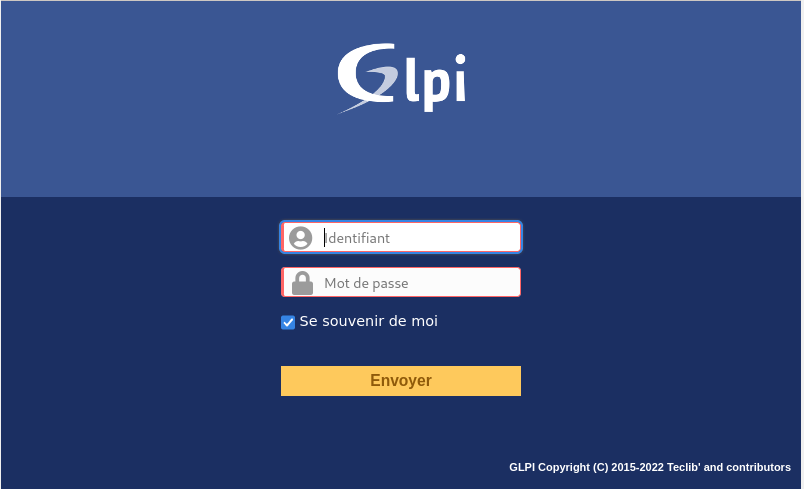 Glpi
Identifiant
Mot de passe
Se souvenir de moi
Envoyer
GLPI Copyright (C) 2015-2022 Teclib' and contributors